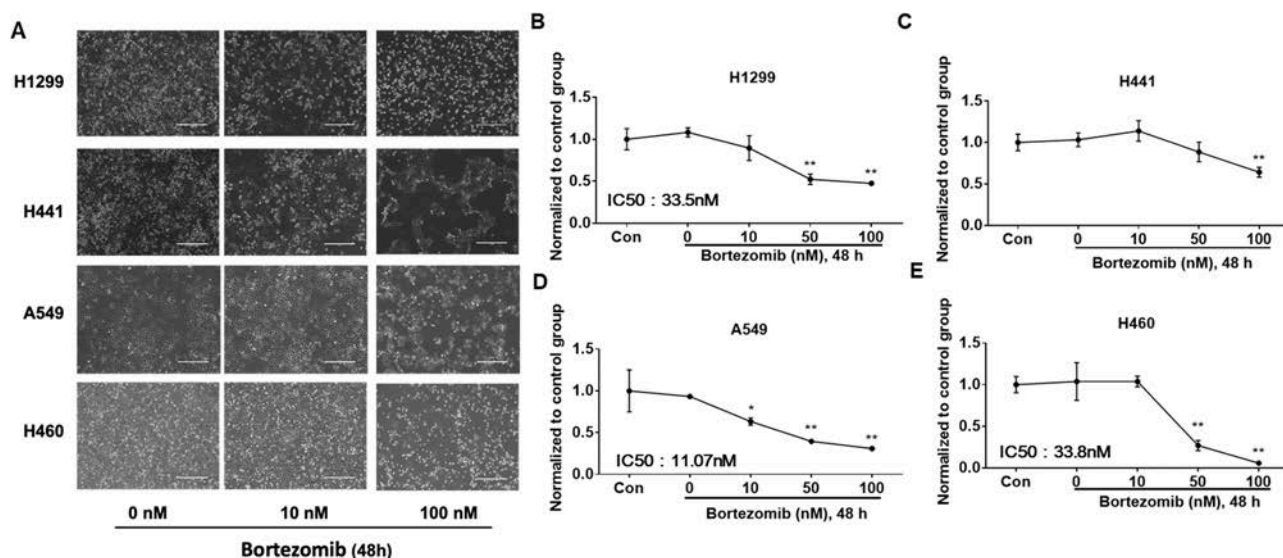 A
H1299
H441
A549
H460
0 nM 10 nM 100 nM
Bortezomib (48h)
B
H1299
Normalized to control group
1.5
1.0
0.5
0.0
** **
IC50 : 33.5nM
Con 0 10 50 100
Bortezomib (nM), 48 h
C
H441
Normalized to control group
1.5
1.0
0.5
0.0
**
Con 0 10 50 100
Bortezomib (nM), 48 h
D
A549
Normalized to control group
1.5
1.0
0.5
0.0
* ** **
IC50 : 11.07nM
Con 0 10 50 100
Bortezomib (nM), 48 h
E
H460
Normalized to control group
1.5
1.0
0.5
0.0
** **
IC50 : 33.8nM
Con 0 10 50 100
Bortezomib (nM), 48 h